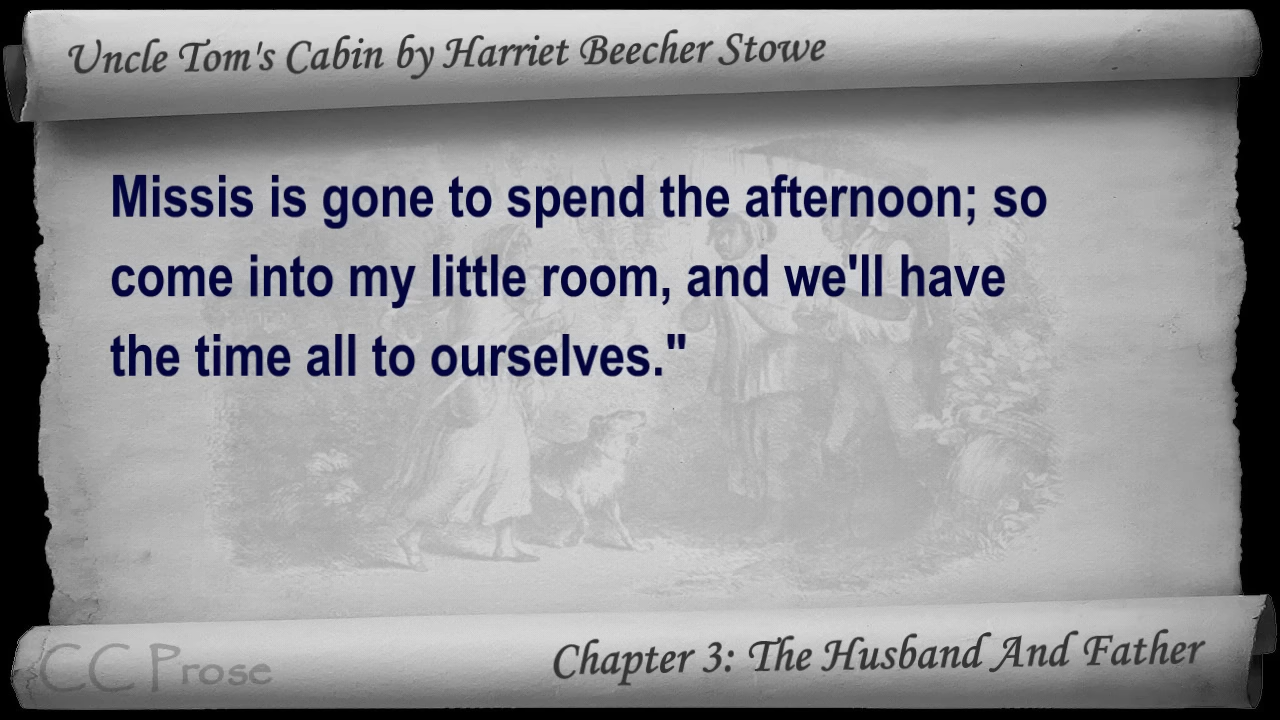 Uncle Tom's Cabin by Harriet Beecher Stowe
Missis is gone to spend the afternoon; so
come into my little room, and we'll have
the time all to ourselves."
CC Prose
Chapter 3: The Husband And Father